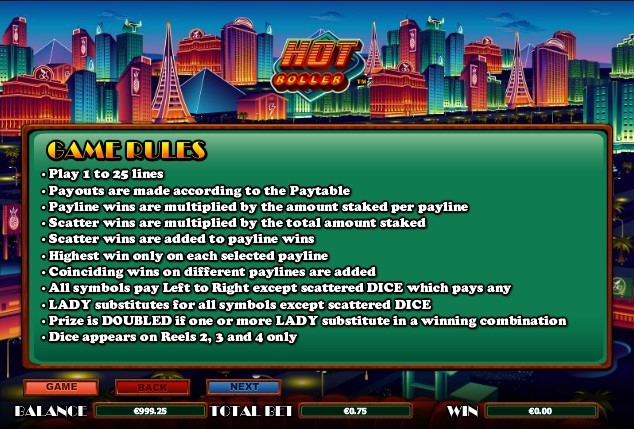 HOT
ROLLER TM
GAME RULES
· Play 1 to 25 lines
· Payouts are made according to the Paytable
· Payline wins are multiplied by the amount staked per payline
· Scatter wins are multiplied by the total amount staked
· Scatter wins are added to payline wins
· Highest win only on each selected payline
· Coinciding wins on different paylines are added
· All symbols pay Left to Right except scattered DICE which pays any
· LADY substitutes for all symbols except scattered DICE
· Prize is DOUBLED if one or more LADY substitute in a winning combination
· Dice appears on Reels 2, 3 and 4 only
GAME BACK NEXT
BALANCE €999.25 TOTAL BET €0.75 WIN €0.00